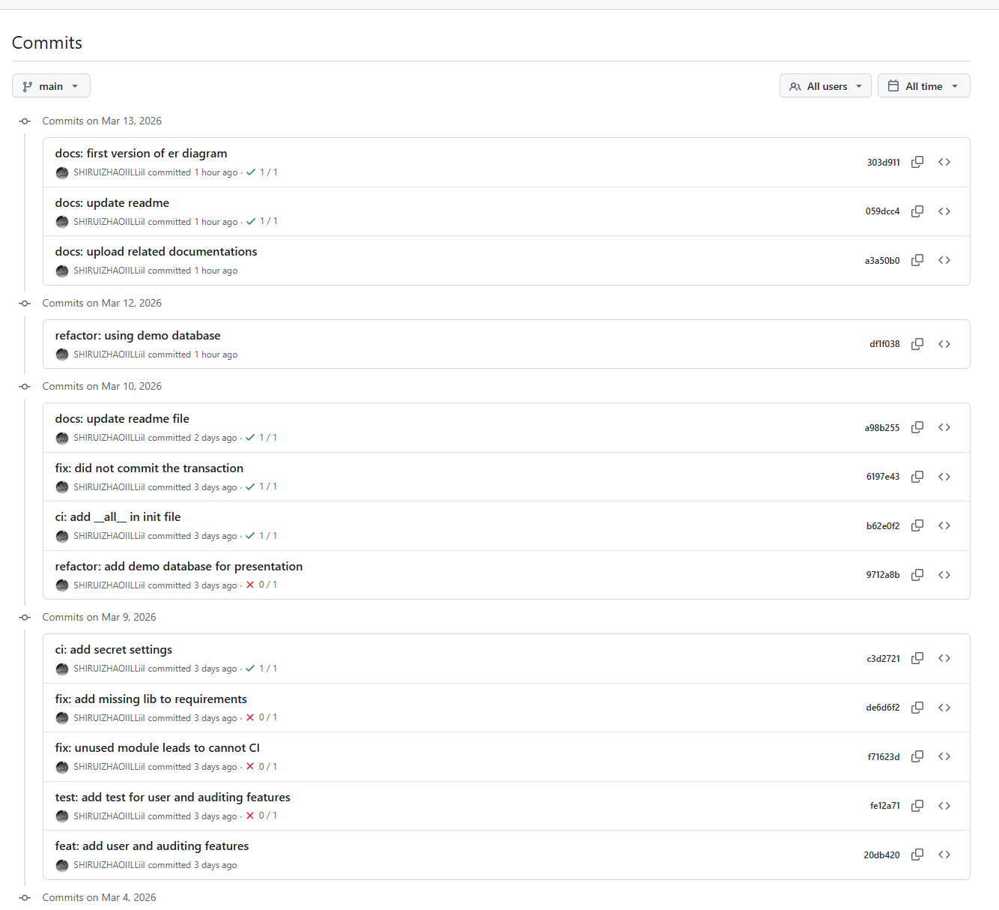 Commits
main
All users
All time
Commits on Mar 13, 2026
docs: first version of er diagram
303d911
SHIRUIZHAOIILLiil committed 1 hour ago · 1 / 1
docs: update readme
059dcc4
SHIRUIZHAOIILLiil committed 1 hour ago · 1 / 1
docs: upload related documentations
a3a50b0
SHIRUIZHAOIILLiil committed 1 hour ago
Commits on Mar 12, 2026
refactor: using demo database
df1f038
SHIRUIZHAOIILLiil committed 1 hour ago
Commits on Mar 10, 2026
docs: update readme file
a98b255
SHIRUIZHAOIILLiil committed 2 days ago · 1 / 1
fix: did not commit the transaction
6197e43
SHIRUIZHAOIILLiil committed 3 days ago · 1 / 1
ci: add __all__ in init file
b62e0f2
SHIRUIZHAOIILLiil committed 3 days ago · 1 / 1
refactor: add demo database for presentation
9712a8b
SHIRUIZHAOIILLiil committed 3 days ago · 0 / 1
Commits on Mar 9, 2026
ci: add secret settings
c3d2721
SHIRUIZHAOIILLiil committed 3 days ago · 1 / 1
fix: add missing lib to requirements
de6d6f2
SHIRUIZHAOIILLiil committed 3 days ago · 0 / 1
fix: unused module leads to cannot CI
f71623d
SHIRUIZHAOIILLiil committed 3 days ago · 0 / 1
test: add test for user and auditing features
fe12a71
SHIRUIZHAOIILLiil committed 3 days ago · 0 / 1
feat: add user and auditing features
20db420
SHIRUIZHAOIILLiil committed 3 days ago
Commits on Mar 4, 2026